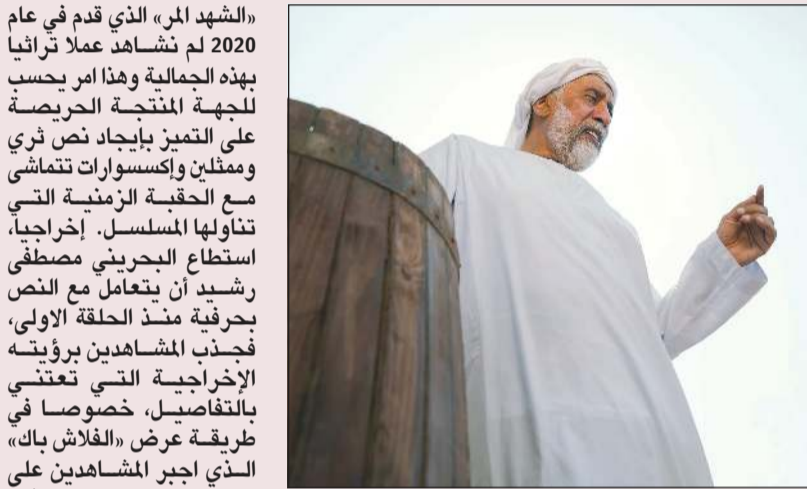 «الشهد المر» الذي قدم في عام
2020 لم نشاهد عملا تراثيا
بهذه الجمالية وهذا امر يحسب
للجهة المنتجة الحريصة
على التميز بإيجاد نص ثري
وممثلين وإكسسوارات تتماشى
مع الحقبة الزمنية التي
تناولها المسلسل. إخراجيا،
استطاع البحريني مصطفى
رشيد أن يتعامل مع النص
بحرفية منذ الحلقة الاولى،
فجذب المشاهدين برؤيته
الإخراجية التي تعتني
بالتفاصيل، خصوصا في
طريقة عرض «الفلاش باك»
الذي اجبر المشاهدين على